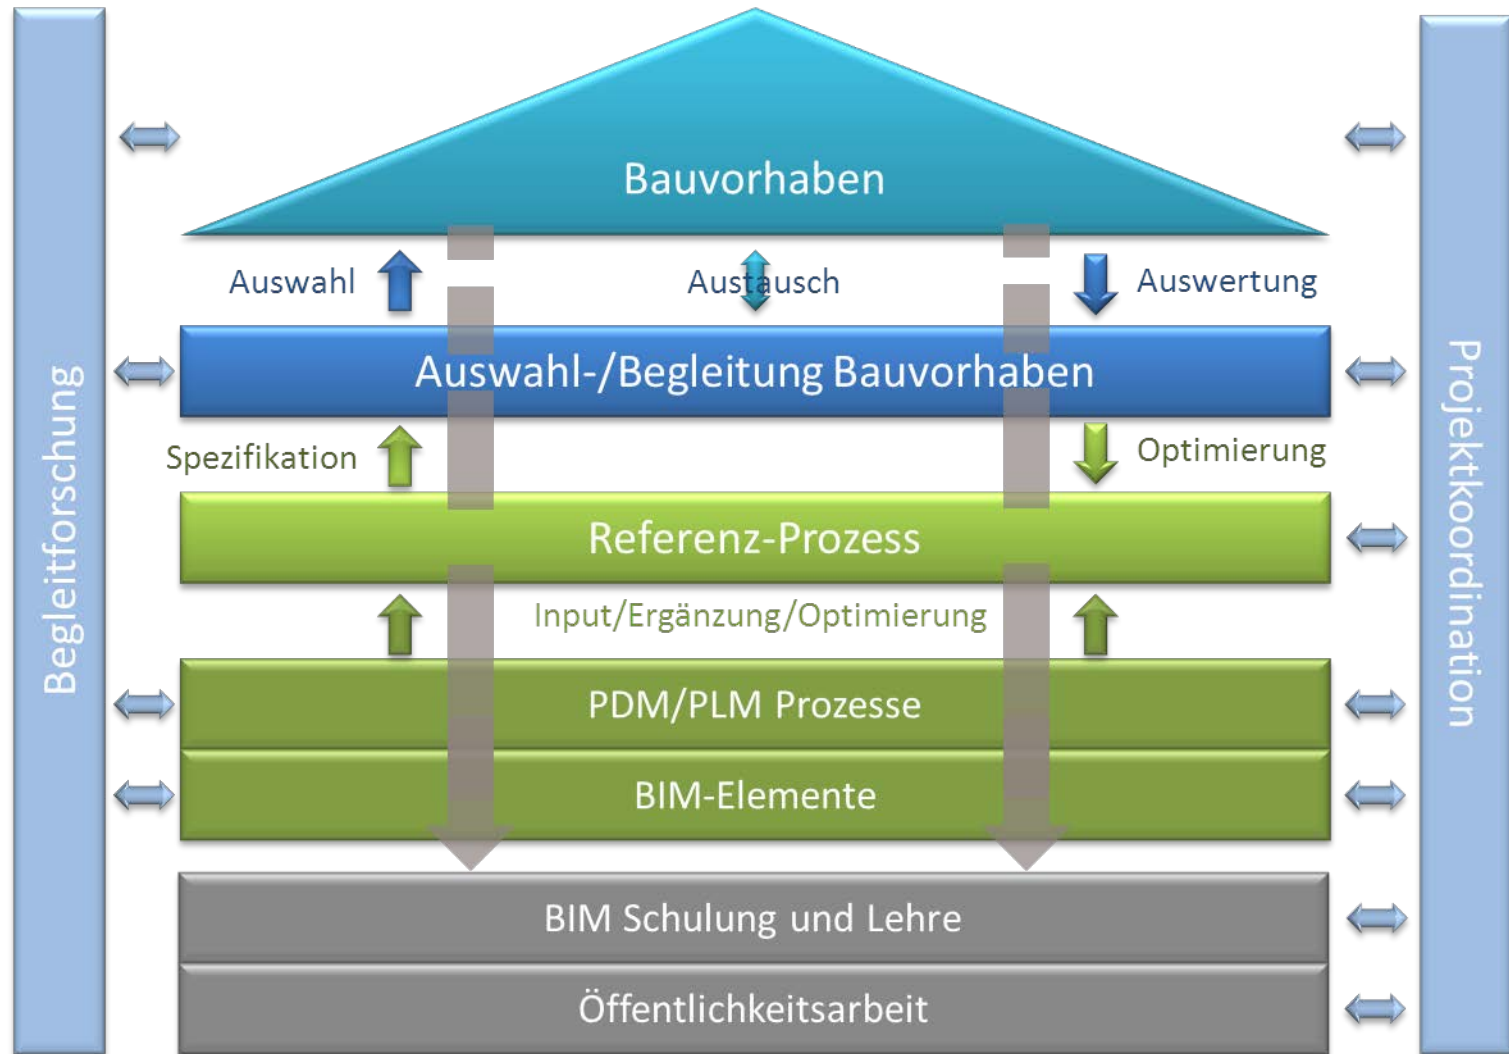 Bauvorhaben
Auswahl
Austausch
Auswertung
Auswahl-/Begleitung Bauvorhaben
Spezifikation
Optimierung
Referenz-Prozess
Input/Ergänzung/Optimierung
PDM/PLM Prozesse
BIM-Elemente
BIM Schulung und Lehre
Öffentlichkeitsarbeit
Begleitforschung
Projektkoordination